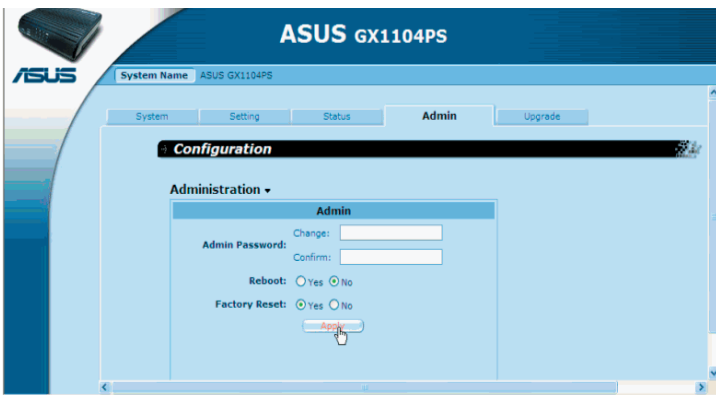 ASUS GX1104PS
ASUS
System Name ASUS GX1104PS
System Setting Status Admin Upgrade
Configuration
Administration
Admin
Admin Password: Change:
Confirm:
Reboot: Yes No
Factory Reset: Yes No
Apply